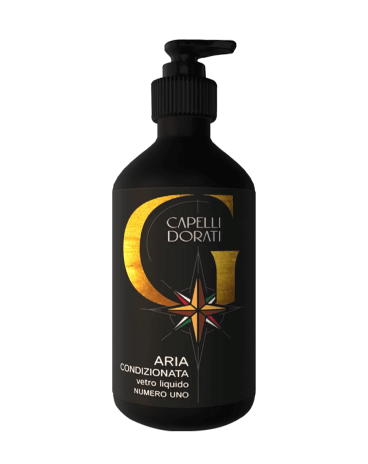 G
CAPELLI
DORATI
ARIA
CONDIZIONATA
vetro liquido
NUMERO UNO